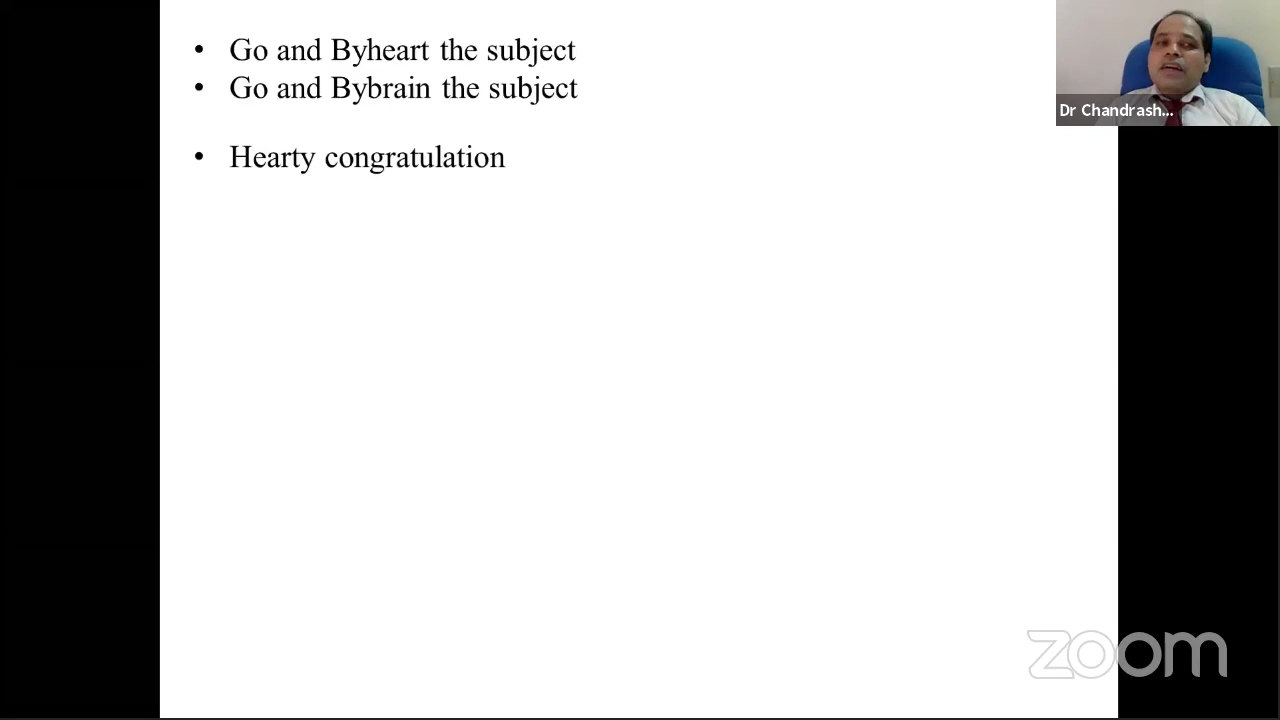 • Go and Byheart the subject
• Go and Bybrain the subject
• Hearty congratulation
Dr Chandrash...
zoom